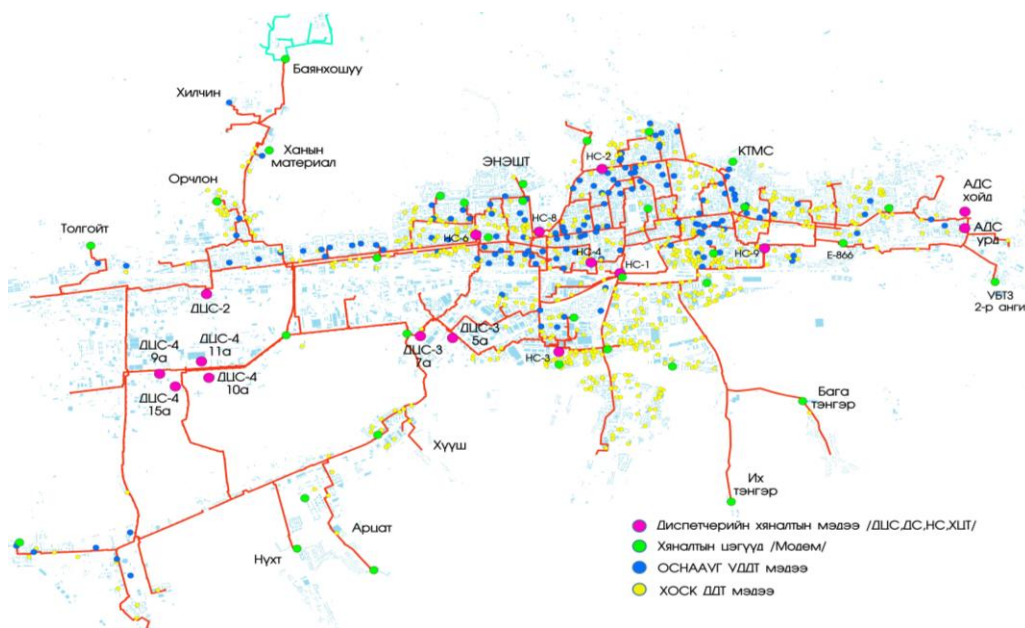 Баянхошуу
Хилчин
Ханын
материал
Орчлон
Толгойт
ЭНЭШТ
НС-2
КТМС
АДС
хойд
АДС
урд
НС-8
НС-6
НС-4
НС-1
НС-9
Е-866
УБТЗ
2-р анги
ДЦС-2
ДЦС-4
9а
ДЦС-4
11а
ДЦС-4
10а
ДЦС-4
15а
ДЦС-3
5а
ДЦС-3
7а
НС-3
Бага
тэнгэр
Хүүш
Их
тэнгэр
Арцат
Нүхт
Диспетчерийн хяналтын мэдээ /ДЦС,ДС,НС,ХЦТ/
Хяналтын цэгүүд /Модем/
ОСНААУГ УДДТ мэдээ
ХОСК ДДТ мэдээ